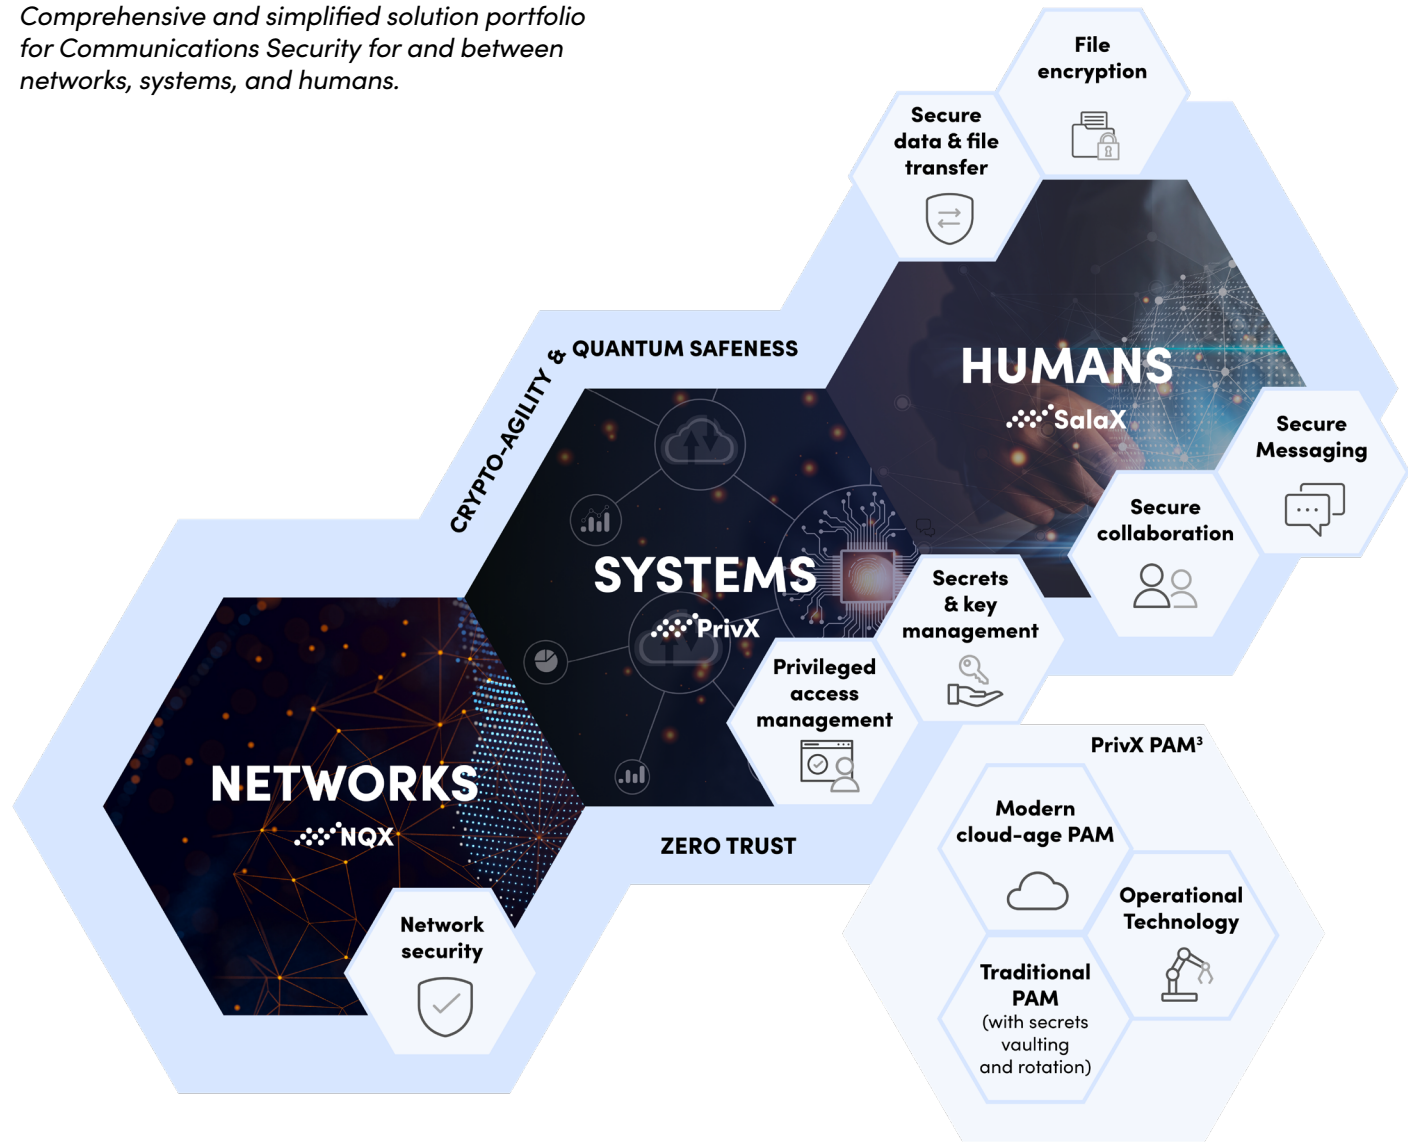 Comprehensive and simplified solution portfolio
for Communications Security for and between
networks, systems, and humans.
File
encryption
Secure
data & file
transfer
CRYPTO-AGILITY & QUANTUM SAFENESS
HUMANS
SalaX
Secure
Messaging
Secure
collaboration
SYSTEMS
PrivX
Secrets
& key
management
Privileged
access
management
NETWORKS
NQX
Network
security
ZERO TRUST
PrivX PAM³
Modern
cloud-age PAM
Operational
Technology
Traditional
PAM
(with secrets
vaulting
and rotation)